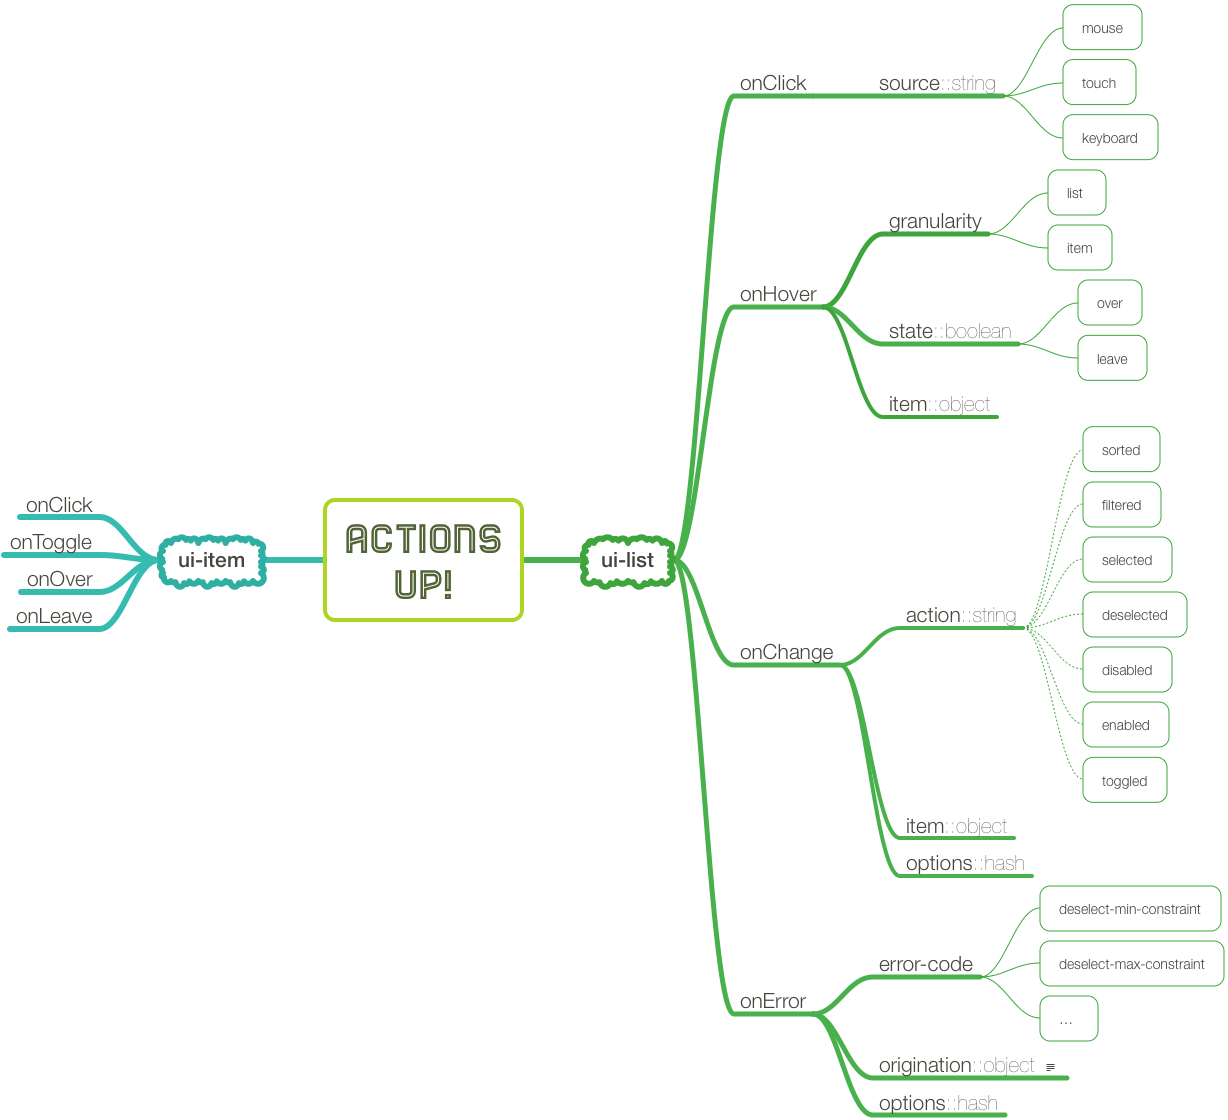 ACTIONS
UP!
ui-item
onClick
onToggle
onOver
onLeave
ui-list
onClick
source::string
mouse
touch
keyboard
onHover
granularity
list
item
state::boolean
over
leave
item::object
onChange
action::string
sorted
filtered
selected
deselected
disabled
enabled
toggled
item::object
options::hash
onError
error-code
deselect-min-constraint
deselect-max-constraint
...
origination::object
options::hash